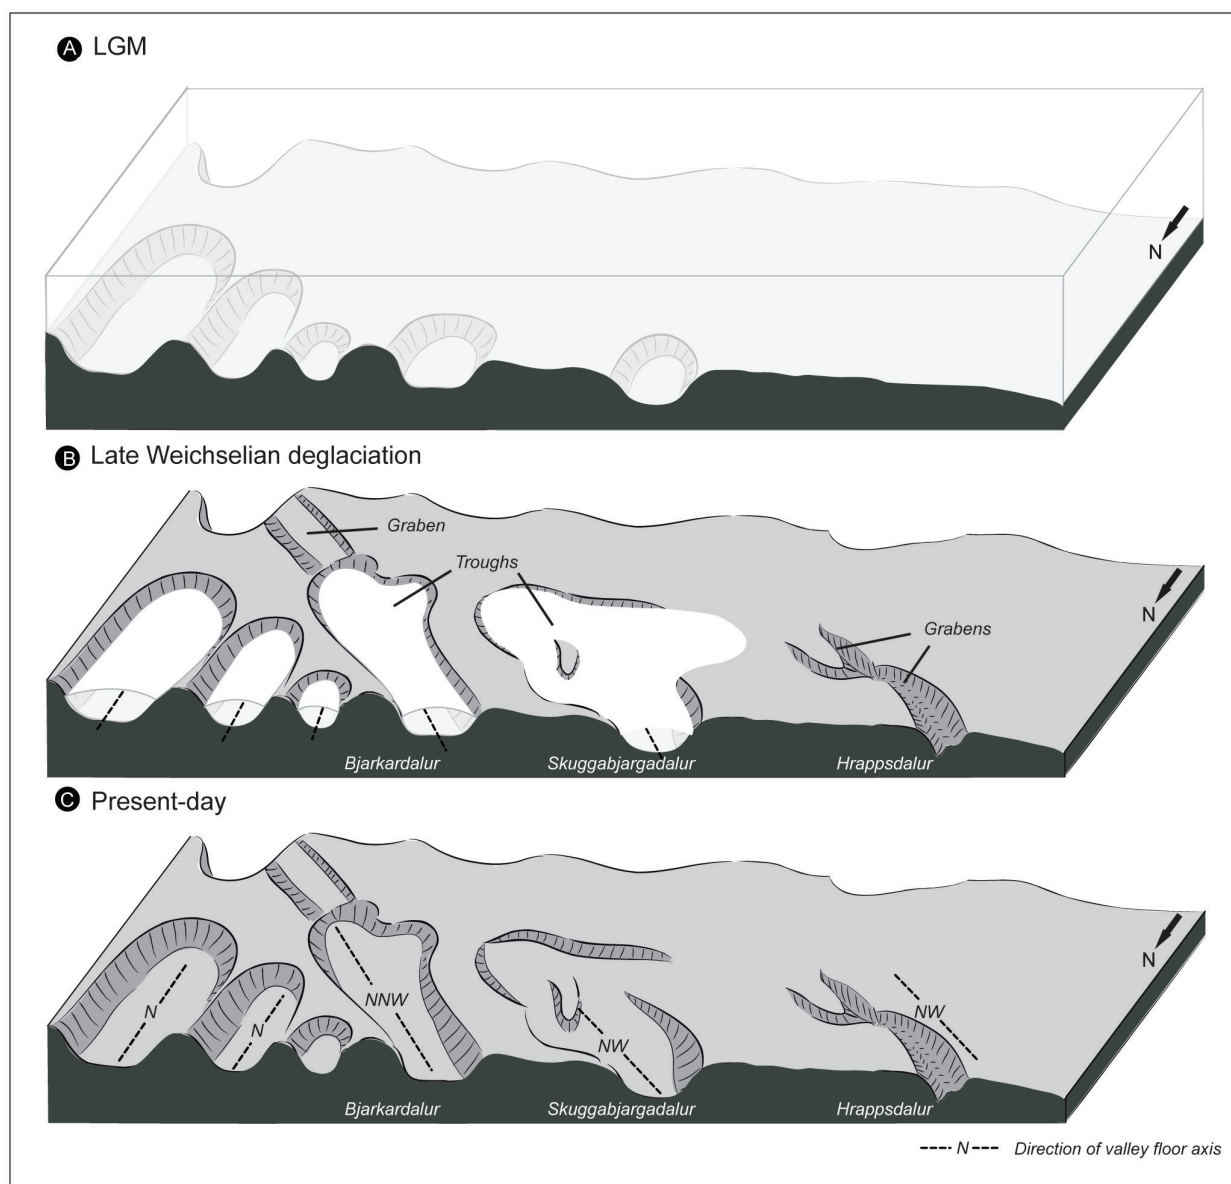 A LGM
N
B Late Weichselian deglaciation
Graben
Troughs
N
Grabens
Bjarkardalur Skuggabjargadalur Hrappsdalur
C Present-day
N
N
N
NNW
NW
NW
Bjarkardalur Skuggabjargadalur Hrappsdalur
N Direction of valley floor axis